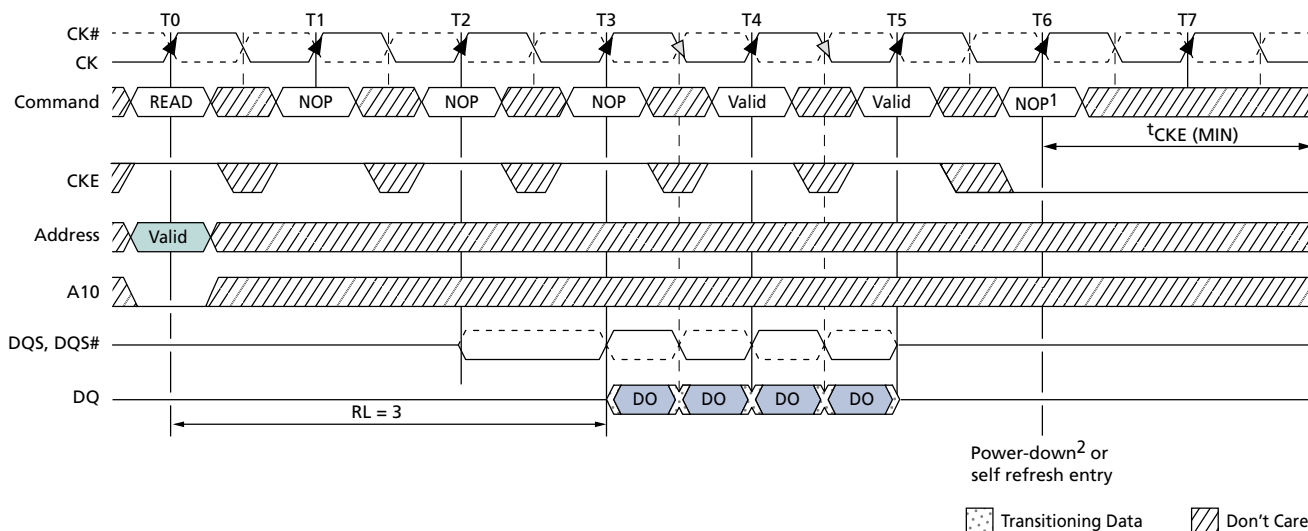 T0 T1 T2 T3 T4 T5 T6 T7
CK#
CK
Command READ NOP NOP NOP Valid Valid NOP1
tCKE (MIN)
CKE
Address Valid
A10
DQS, DQS#
DQ DO DO DO DO
RL = 3
Power-down2 or
self refresh entry
Transitioning Data Don't Care